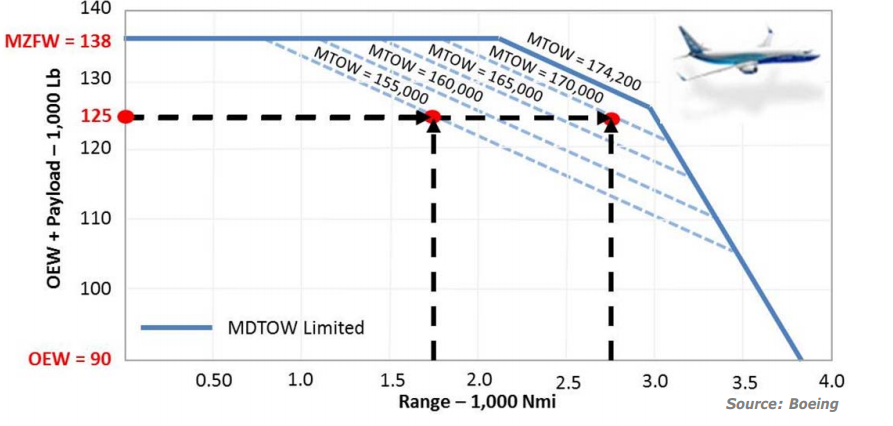 140
MZFW = 138
130
125
120
110
100
OEW = 90
OEW + Payload – 1,000 Lb
MTOW = 155,000
MTOW = 160,000
MTOW = 165,000
MTOW = 170,000
MTOW = 174,200
MDTOW Limited
0.50
1.0
1.5
2.0
2.5
3.0
3.5
4.0
Range – 1,000 Nmi
Source: Boeing